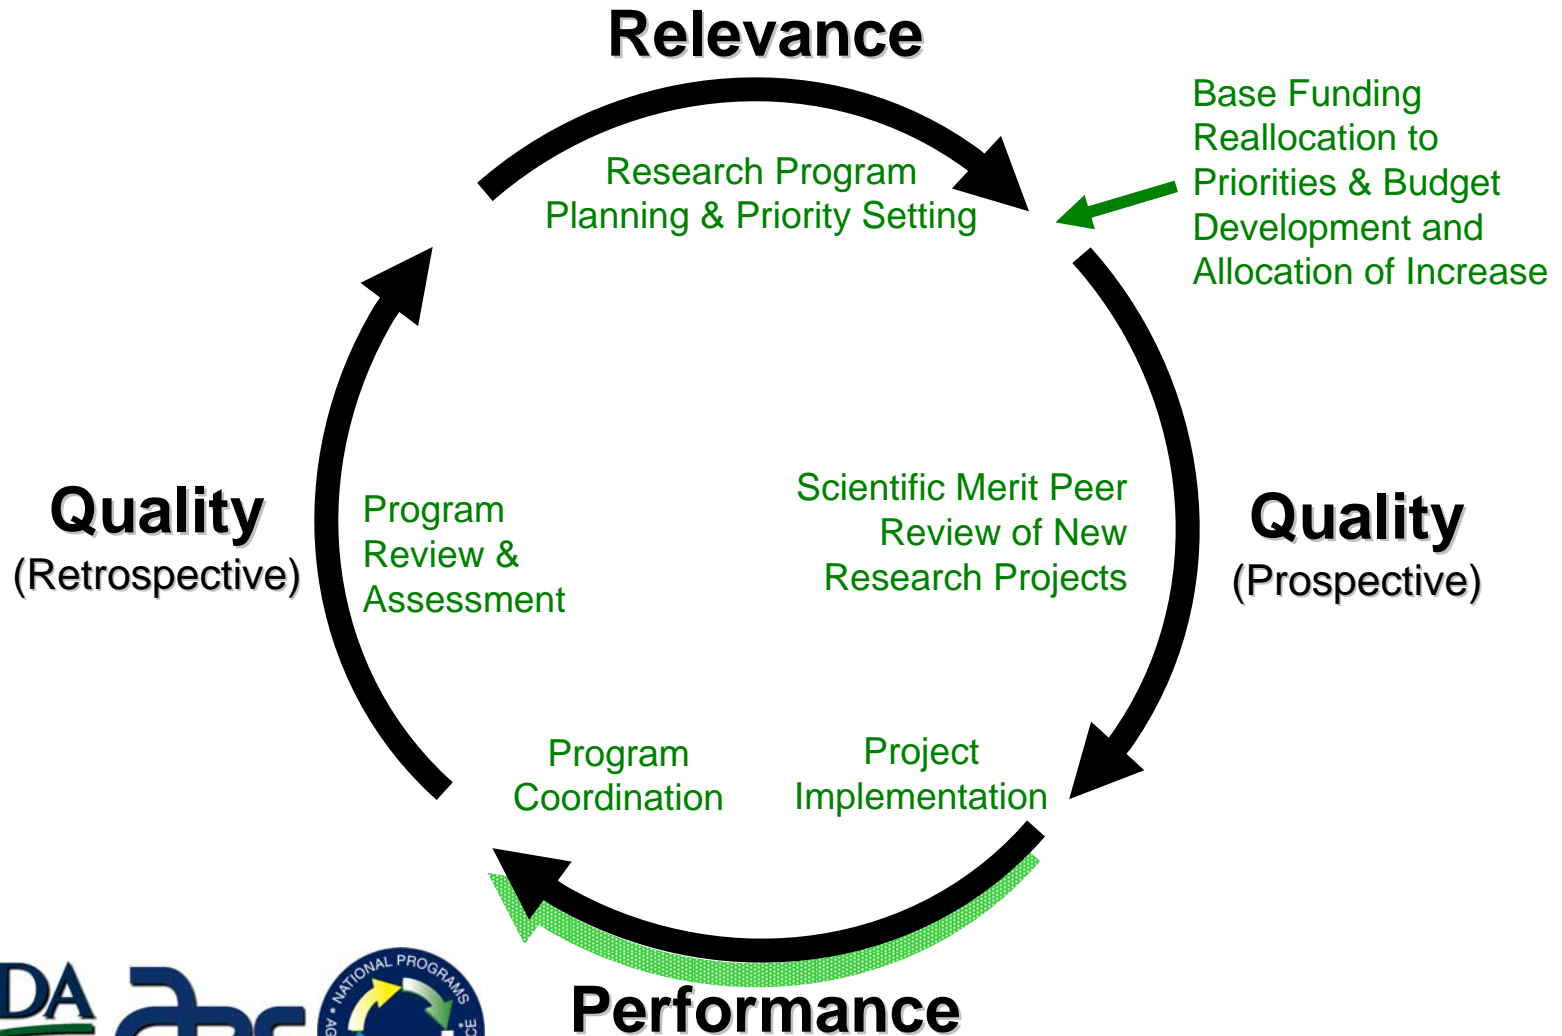 Relevance
Base Funding
Reallocation to
Priorities & Budget
Development and
Allocation of Increase
Research Program
Planning & Priority Setting
Quality
(Retrospective)
Program
Review &
Assessment
Scientific Merit Peer
Review of New
Research Projects
Quality
(Prospective)
Program
Coordination
Project
Implementation
Performance
DA
ars
NATIONAL PROGRAMS